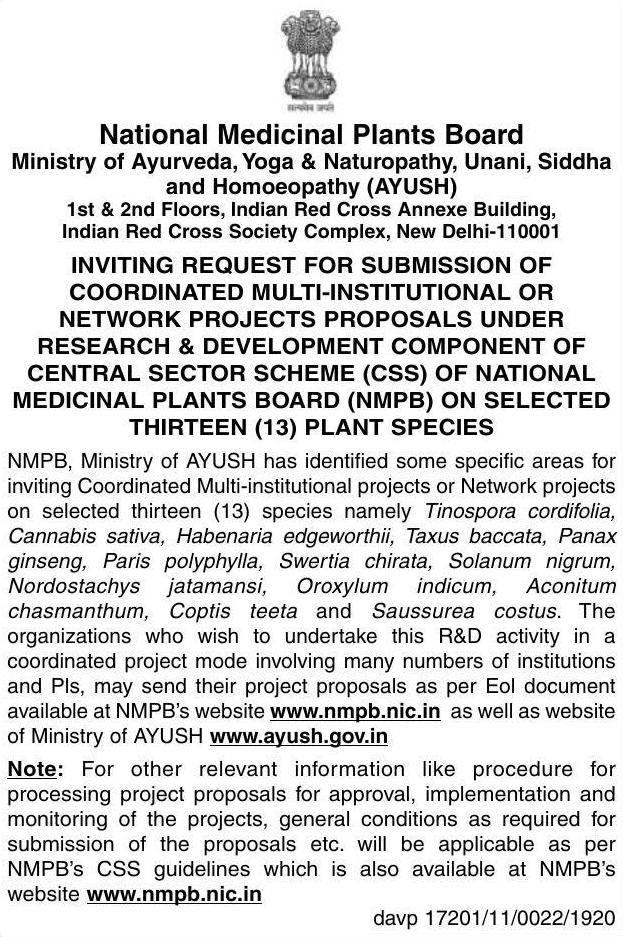 सत्यमेव जयते
National Medicinal Plants Board
Ministry of Ayurveda, Yoga & Naturopathy, Unani, Siddha
and Homoeopathy (AYUSH)
1st & 2nd Floors, Indian Red Cross Annexe Building,
Indian Red Cross Society Complex, New Delhi-110001
INVITING REQUEST FOR SUBMISSION OF
COORDINATED MULTI-INSTITUTIONAL OR
NETWORK PROJECTS PROPOSALS UNDER
RESEARCH & DEVELOPMENT COMPONENT OF
CENTRAL SECTOR SCHEME (CSS) OF NATIONAL
MEDICINAL PLANTS BOARD (NMPB) ON SELECTED
THIRTEEN (13) PLANT SPECIES
NMPB, Ministry of AYUSH has identified some specific areas for
inviting Coordinated Multi-institutional projects or Network projects
on selected thirteen (13) species namely Tinospora cordifolia,
Cannabis sativa, Habenaria edgeworthii, Taxus baccata, Panax
ginseng, Paris polyphylla, Swertia chirata, Solanum nigrum,
Nordostachys jatamansi, Oroxylum indicum, Aconitum
chasmanthum, Coptis teeta and Saussurea costus. The
organizations who wish to undertake this R&D activity in a
coordinated project mode involving many numbers of institutions
and PIs, may send their project proposals as per EoI document
available at NMPB's website www.nmpb.nic.in as well as website
of Ministry of AYUSH www.ayush.gov.in
Note: For other relevant information like procedure for
processing project proposals for approval, implementation and
monitoring of the projects, general conditions as required for
submission of the proposals etc. will be applicable as per
NMPB's CSS guidelines which is also available at NMPB's
website www.nmpb.nic.in
davp 17201/11/0022/1920